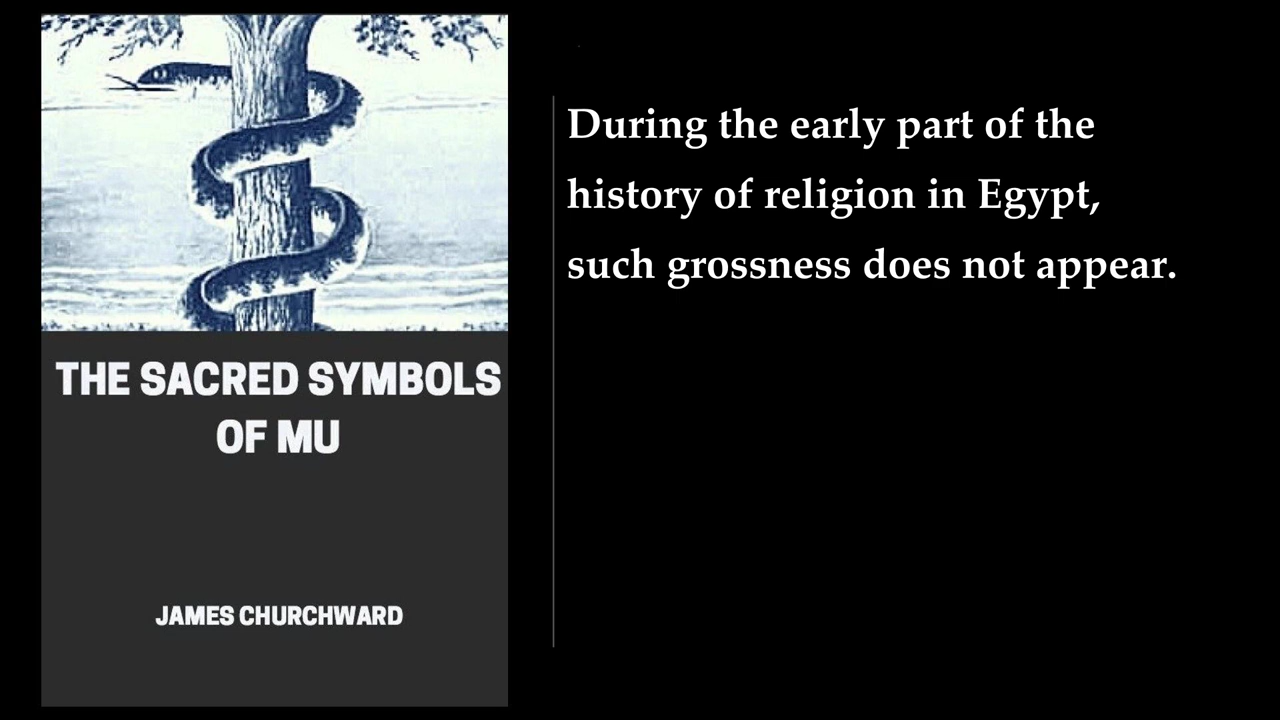 THE SACRED SYMBOLS
OF MU
JAMES CHURCHWARD
During the early part of the
history of religion in Egypt,
such grossness does not appear.